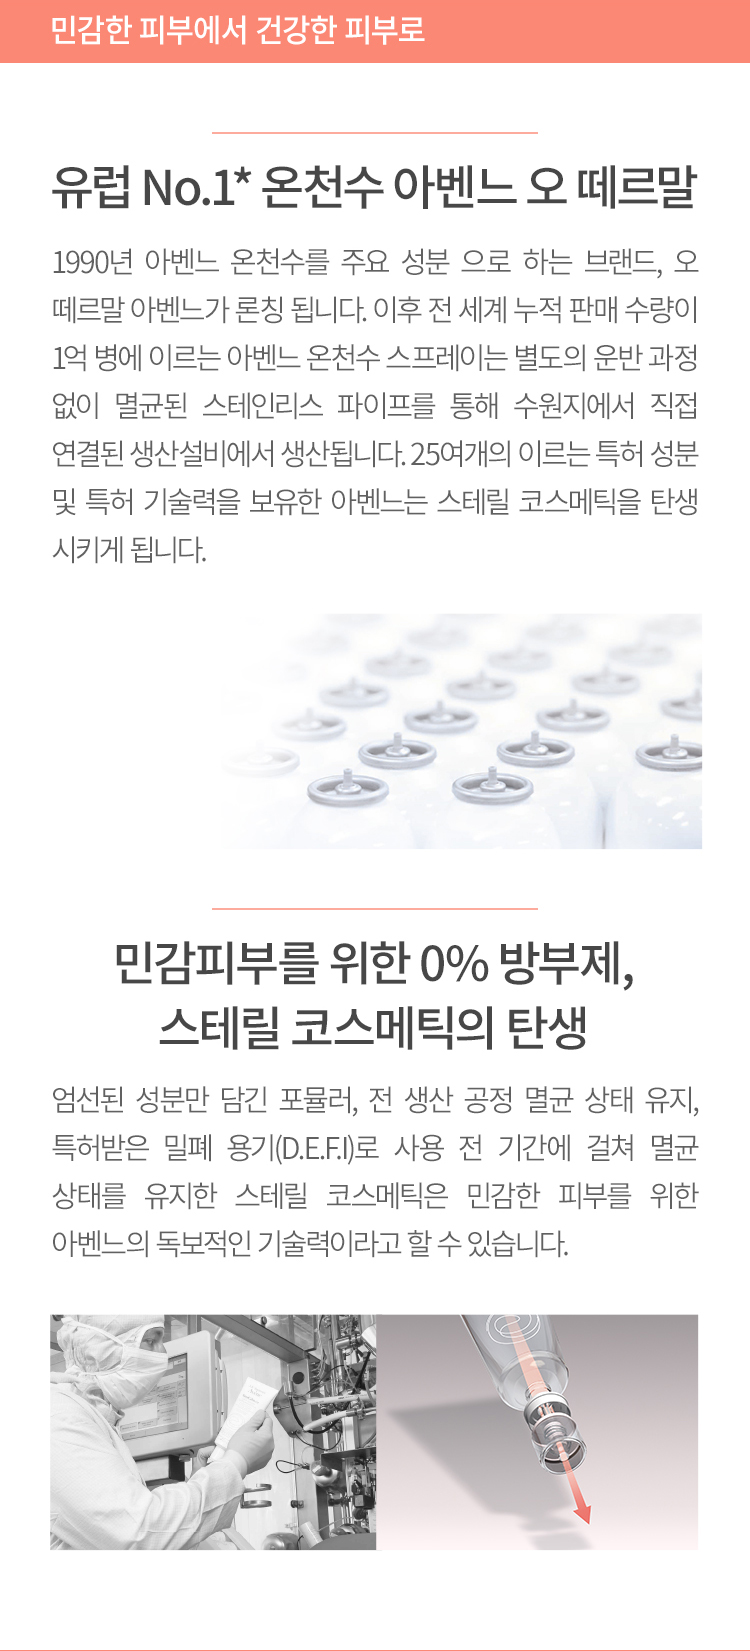 민감한 피부에서 건강한 피부로
유럽 No.1* 온천수 아벤느 오 떼르말
1990년 아벤느 온천수를 주요 성분 으로 하는 브랜드, 오
떼르말 아벤느가 론칭 됩니다. 이후 전 세계 누적 판매 수량이
1억 병에 이르는 아벤느 온천수 스프레이는 별도의 운반 과정
없이 멸균된 스테인리스 파이프를 통해 수원지에서 직접
연결된 생산설비에서 생산됩니다. 25여개의 이르는 특허 성분
및 특허 기술력을 보유한 아벤느는 스테릴 코스메틱을 탄생
시키게 됩니다.
민감피부를 위한 0% 방부제,
스테릴 코스메틱의 탄생
엄선된 성분만 담긴 포뮬러, 전 생산 공정 멸균 상태 유지,
특허받은 밀폐 용기(D.E.F.I)로 사용 전 기간에 걸쳐 멸균
상태를 유지한 스테릴 코스메틱은 민감한 피부를 위한
아벤느의 독보적인 기술력이라고 할 수 있습니다.